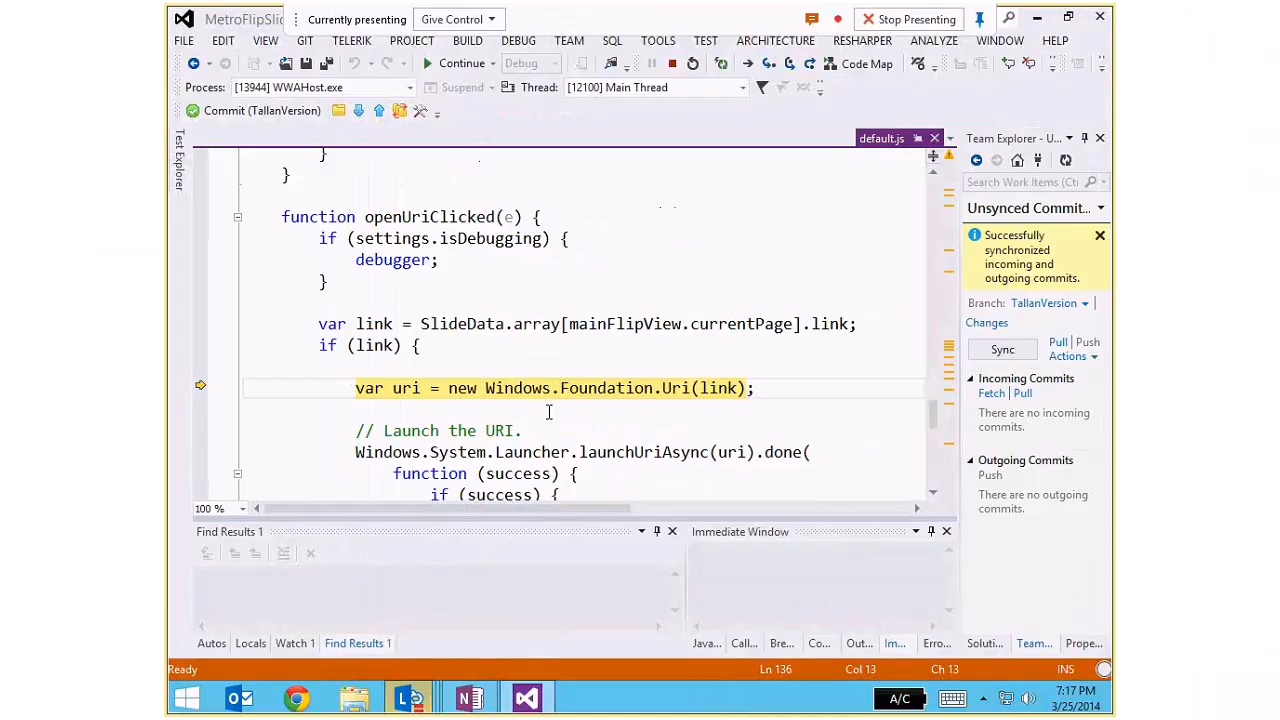 MetroFlipSlid
Currently presenting
Give Control
Stop Presenting
FILE EDIT VIEW GIT TELERIK PROJECT BUILD DEBUG TEAM SQL TOOLS TEST ARCHITECTURE RESHARPER ANALYZE WINDOW HELP
Continue Debug Code Map
Process: [13944] WWAHost.exe Suspend Thread: [12100] Main Thread
Commit (TallanVersion)
Test Explorer
default.js
}
}
function openUriClicked(e) {
if (settings.isDebugging) {
debugger;
}
var link = SlideData.array[mainFlipView.currentPage].link;
if (link) {
var uri = new Windows.Foundation.Uri(link);
// Launch the URI.
Windows.System.Launcher.launchUriAsync(uri).done(
function (success) {
if (success) {
100 %
Team Explorer - U...
Search Work Items (Ct
Unsynced Commit...
Successfully
synchronized
incoming and
outgoing commits.
Branch: TallanVersion
Changes
Sync
Pull Push
Actions
Incoming Commits
Fetch Pull
There are no incoming
commits.
Outgoing Commits
Push
There are no outgoing
commits.
Find Results 1
Immediate Window
Autos Locals Watch 1 Find Results 1
Java... Call... Bre... Co... Out... Im... Erro...
Soluti... Team... Prope...
Ready Ln 136 Col 13 Ch 13 INS
A/C
7:17 PM
3/25/2014